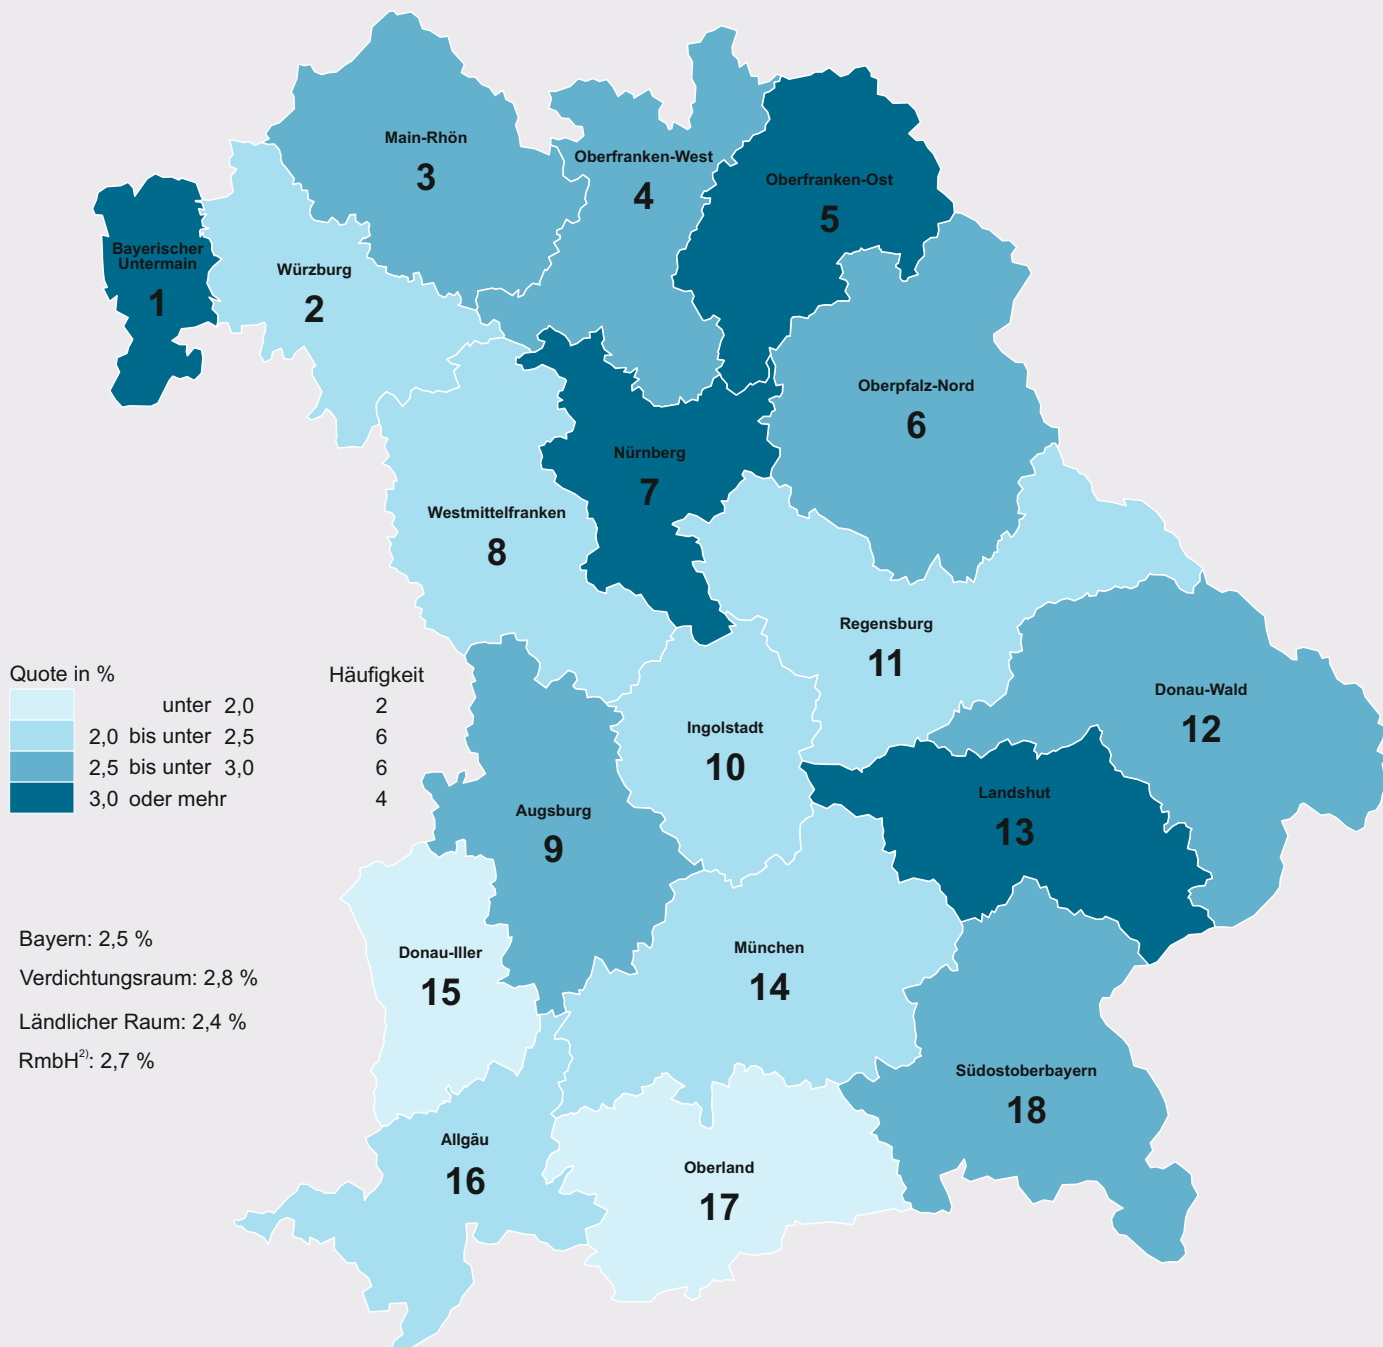 Main-Rhön
3
Oberfranken-West
4
Oberfranken-Ost
5
Bayerischer
Untermain
1
Würzburg
2
Oberpfalz-Nord
6
Nürnberg
7
Westmittelfranken
8
Regensburg
11
Donau-Wald
12
Ingolstadt
10
Landshut
13
Augsburg
9
Quote in % Häufigkeit
unter 2,0 2
2,0 bis unter 2,5 6
2,5 bis unter 3,0 6
3,0 oder mehr 4
Bayern: 2,5 %
Verdichtungsraum: 2,8 %
Ländlicher Raum: 2,4 %
RmbH2): 2,7 %
Donau-Iller
15
München
14
Südostoberbayern
18
Allgäu
16
Oberland
17